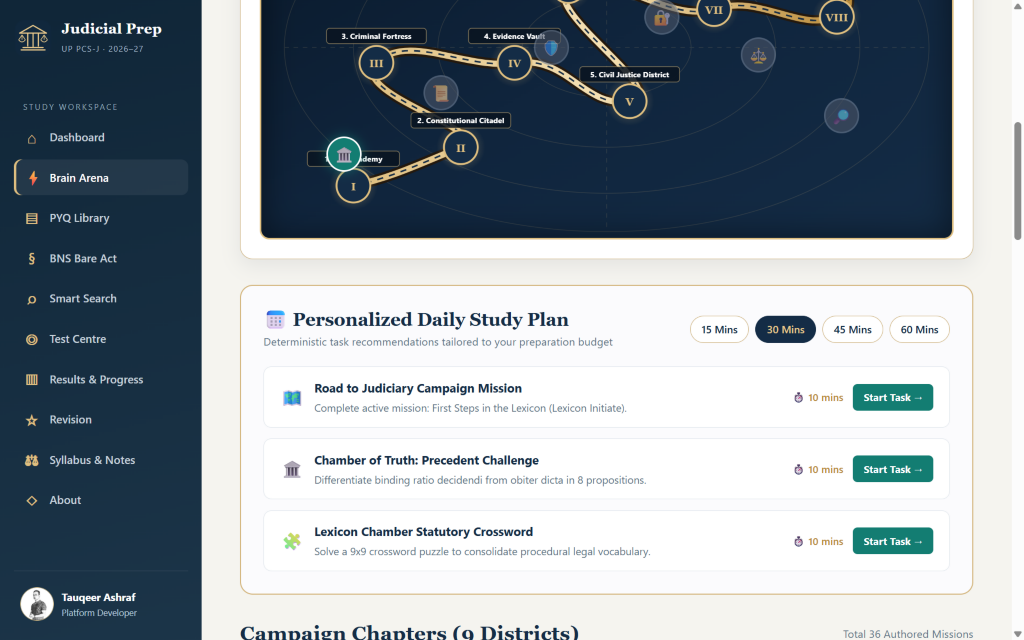 Judicial Prep
UP PCS-J · 2026–27
STUDY WORKSPACE
Dashboard
Brain Arena
PYQ Library
§ BNS Bare Act
Smart Search
Test Centre
Results & Progress
Revision
Syllabus & Notes
About
Tauqeer Ashraf
Platform Developer
VII
VIII
3. Criminal Fortress
4. Evidence Vault
III
IV
5. Civil Justice District
V
2. Constitutional Citadel
II
I
Personalized Daily Study Plan
Deterministic task recommendations tailored to your preparation budget
15 Mins
30 Mins
45 Mins
60 Mins
Road to Judiciary Campaign Mission
Complete active mission: First Steps in the Lexicon (Lexicon Initiate).
10 mins
Start Task →
Chamber of Truth: Precedent Challenge
Differentiate binding ratio decidendi from obiter dicta in 8 propositions.
10 mins
Start Task →
Lexicon Chamber Statutory Crossword
Solve a 9x9 crossword puzzle to consolidate procedural legal vocabulary.
10 mins
Start Task →
Campaign Chapters (9 Districts)
Total 36 Authored Missions